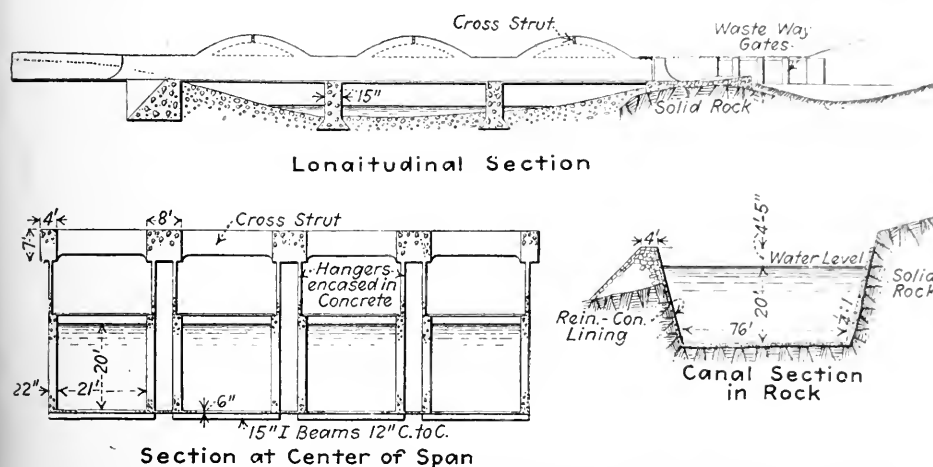 Cross Strut
Waste Way
Gates
15"
Solid Rock
Lonaitudinal Section
4'
8'
Cross Strut
7'
Hangers
encased in
Concrete
20'
22"
21'
6"
15" I Beams 12" C. to C.
Section at Center of Span
4'
4'-5"
Water Level
Solid
Rock
Rein.-Con.
Lining
76'
20'
Canal Section
in Rock